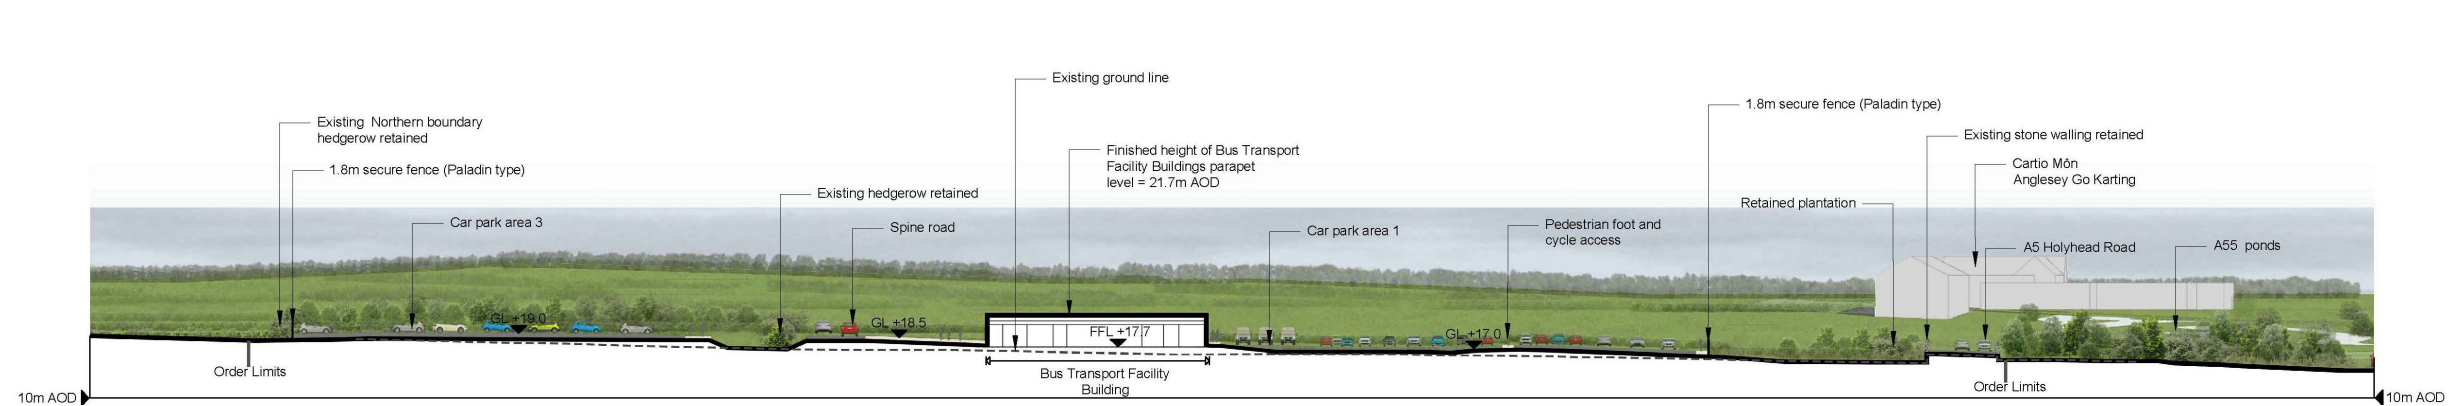 Existing ground line
1.8m secure fence (Paladin type)
Existing Northern boundary
hedgerow retained
Existing stone walling retained
Finished height of Bus Transport
Facility Buildings parapet
level = 21.7m AOD
Cartio Môn
Anglesey Go Karting
1.8m secure fence (Paladin type)
Existing hedgerow retained
Retained plantation
Car park area 3
Spine road
Car park area 1
Pedestrian foot and
cycle access
A5 Holyhead Road
A55 ponds
GL +19.0
GL +18.5
FFL +17.7
GL +17.0
Order Limits
Bus Transport Facility
Building
Order Limits
10m AOD
10m AOD